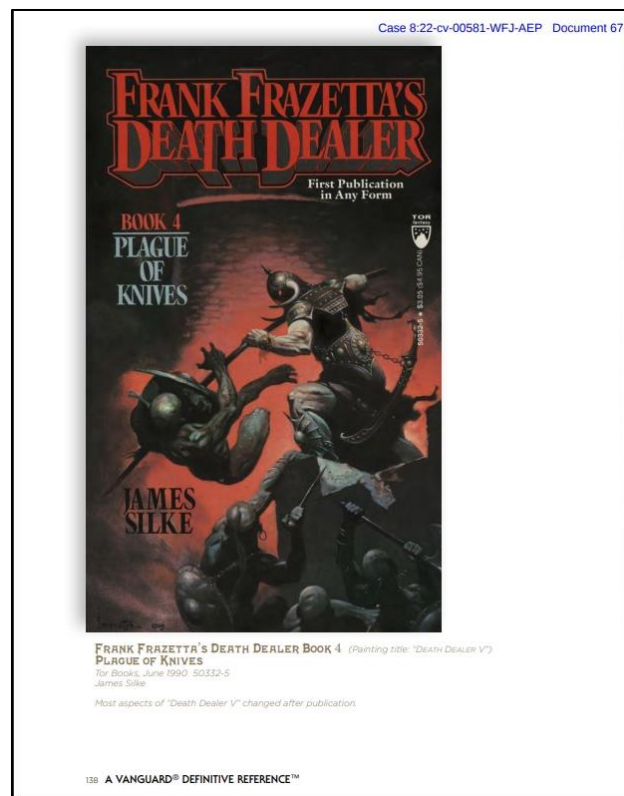 Case 8:22-cv-00581-WFJ-AEP Document 67
FRANK FRAZETTA'S
DEATH DEALER
First Publication
in Any Form
BOOK 4
PLAGUE
OF
KNIVES
TOR
fantasy
50332-5 ★ $3.95 ($4.95 CAN)
JAMES
SILKE
FRANK FRAZETTA'S DEATH DEALER BOOK 4 (Painting title: "DEATH DEALER V")
PLAGUE OF KNIVES
Tor Books, June 1990 50332-5
James Silke
Most aspects of "Death Dealer V" changed after publication
138 A VANGUARD® DEFINITIVE REFERENCE™